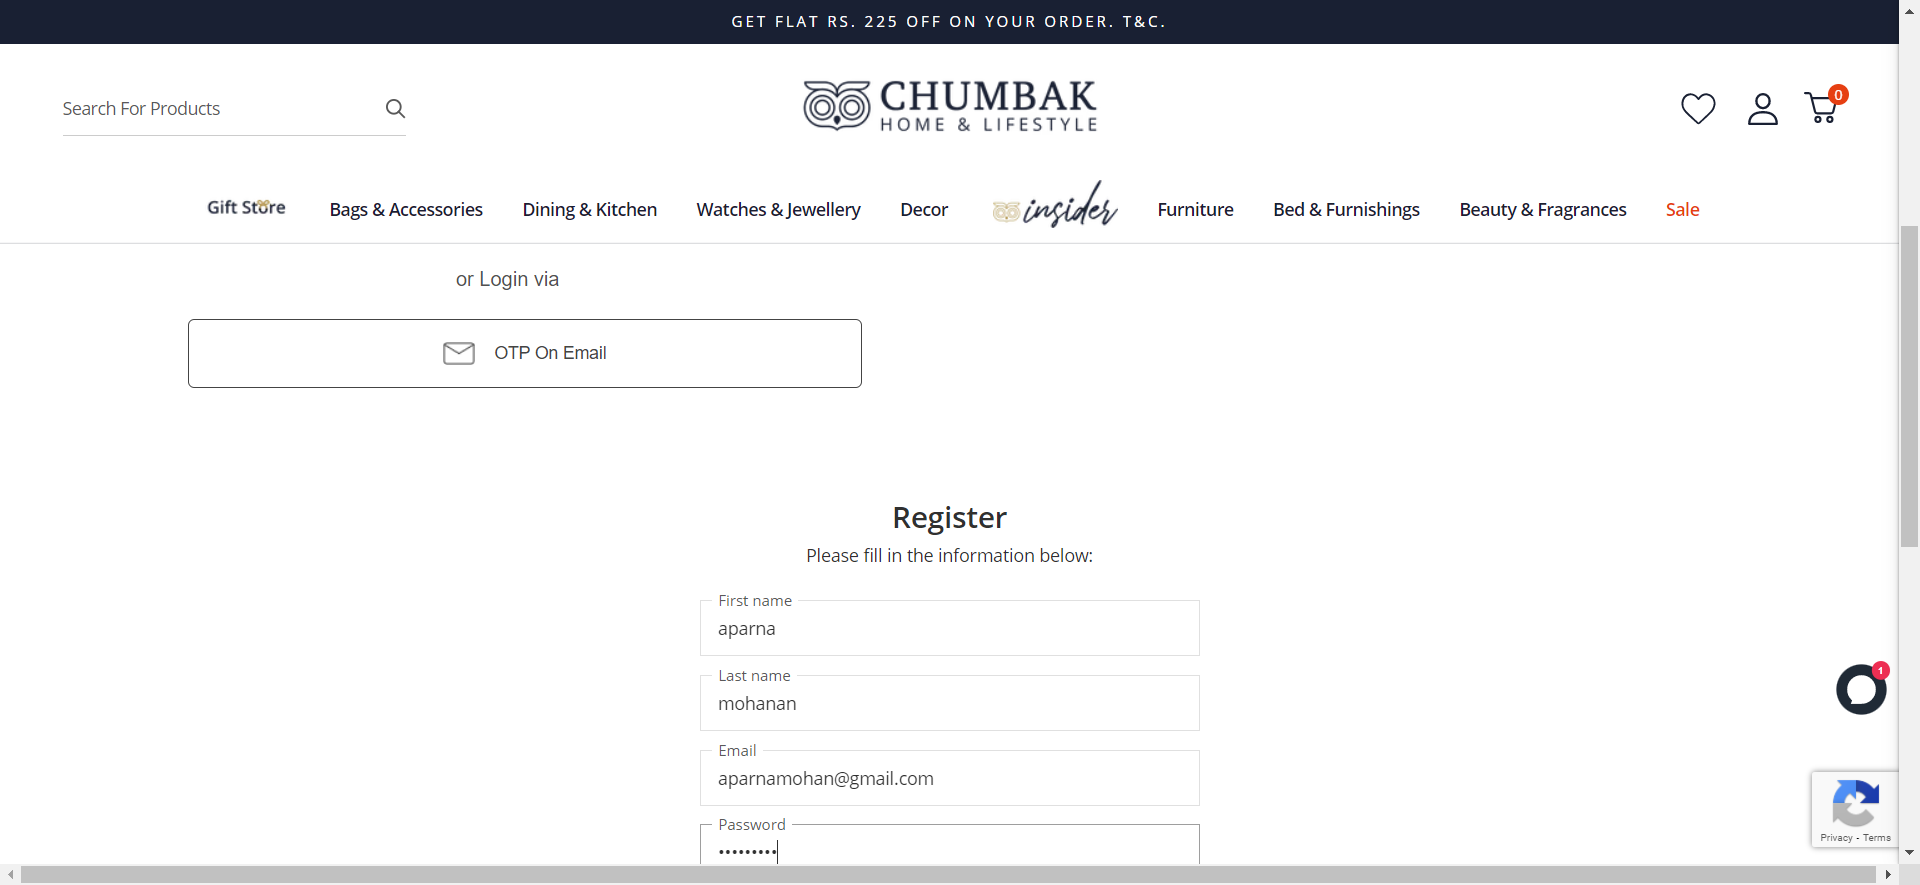 GET FLAT RS. 225 OFF ON YOUR ORDER. T&C.
Search For Products
CHUMBAK
HOME & LIFESTYLE
0
Gift Store
Bags & Accessories
Dining & Kitchen
Watches & Jewellery
Decor
insider
Furniture
Bed & Furnishings
Beauty & Fragrances
Sale
or Login via
OTP On Email
Register
Please fill in the information below:
First name
aparna
Last name
mohanan
1
Email
aparnamohan@gmail.com
Password
•••••••••
Privacy - Terms